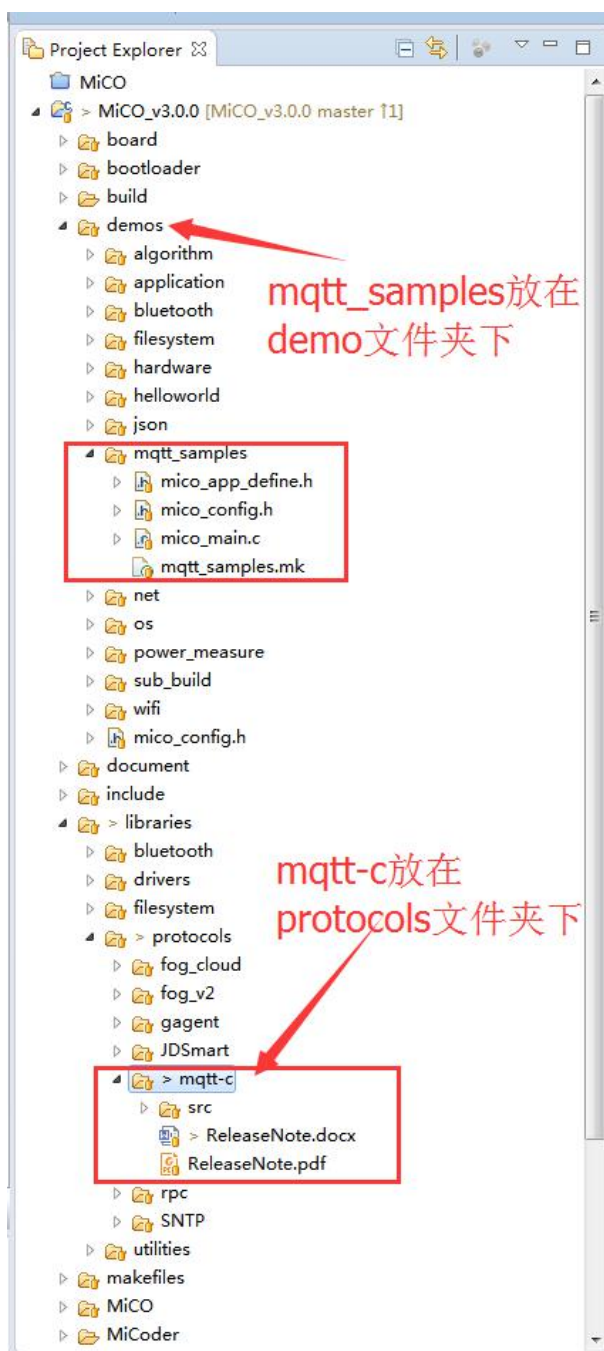 Project Explorer
MiCO
> MiCO_v3.0.0 [MiCO_v3.0.0 master ↑1]
board
bootloader
build
demos
algorithm
application
bluetooth
filesystem
hardware
helloworld
json
mqtt_samples放在
demo文件夹下
mqtt_samples
mico_app_define.h
mico_config.h
mico_main.c
mqtt_samples.mk
net
os
power_measure
sub_build
wifi
mico_config.h
document
include
> libraries
bluetooth
drivers
filesystem
> protocols
fog_cloud
fog_v2
gagent
JDSmart
mqtt-c放在
protocols文件夹下
> mqtt-c
src
> ReleaseNote.docx
ReleaseNote.pdf
rpc
SNTP
utilities
makefiles
MiCO
MiCoder